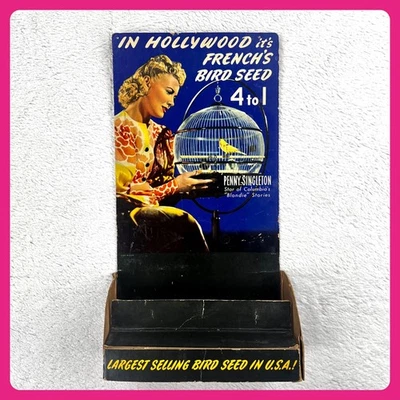 IN HOLLYWOOD it's
FRENCH'S
BIRD SEED
4 to 1
PENNY SINGLETON
Star of Columbia's
"Blondie" Stories
LARGEST SELLING BIRD SEED IN U.S.A.!